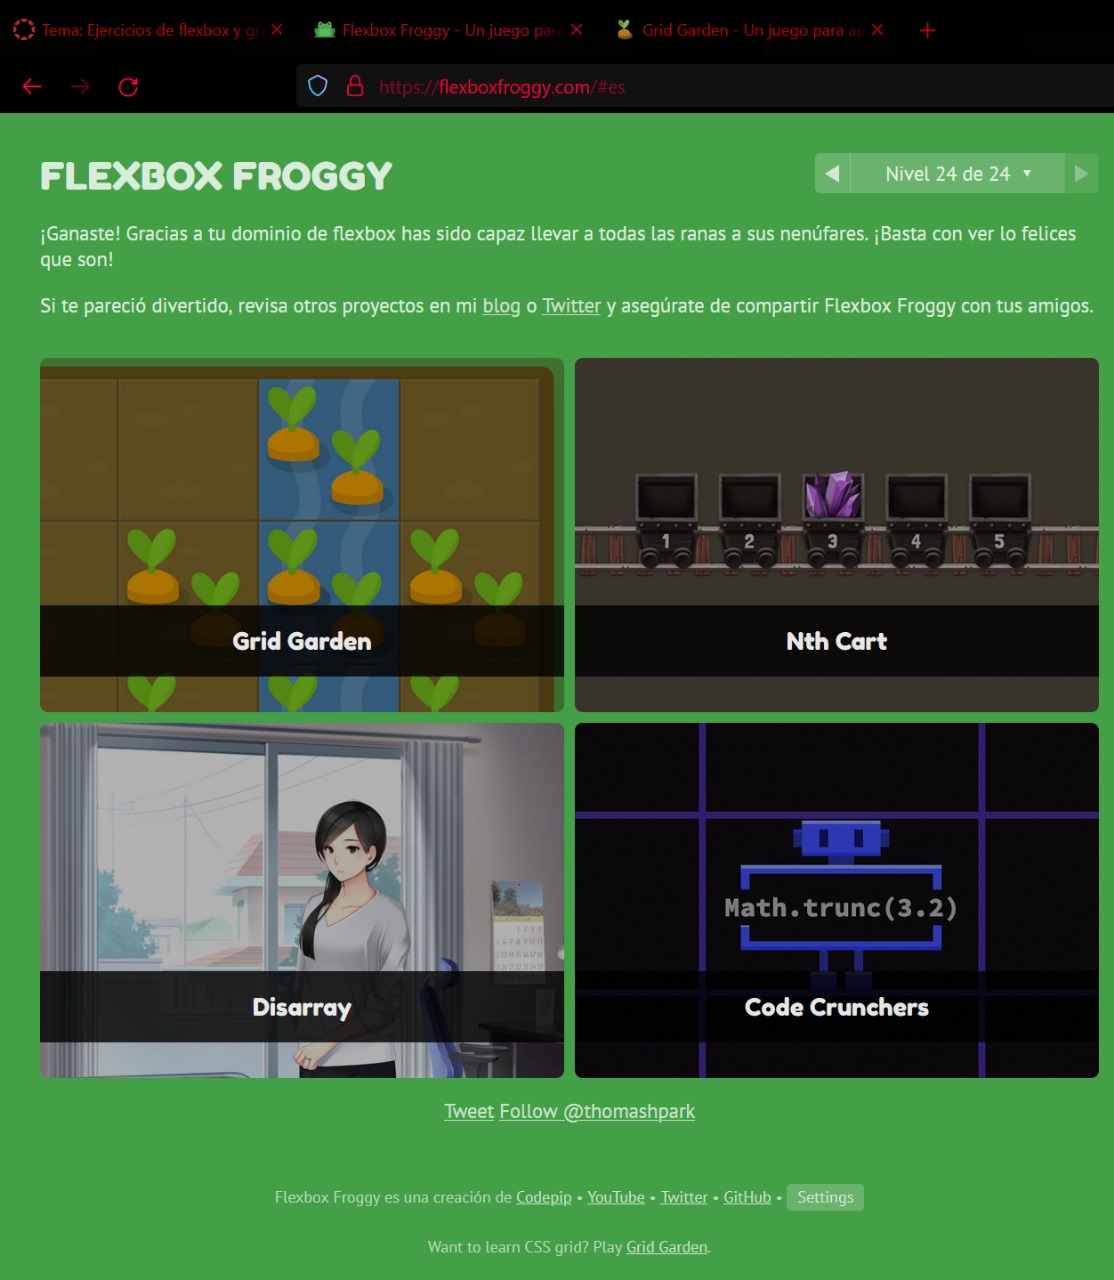 Tema: Ejercicios de flexbox y gri
Flexbox Froggy - Un juego para
Grid Garden - Un juego para ap
https://flexboxfroggy.com/#es
FLEXBOX FROGGY
Nivel 24 de 24
¡Ganaste! Gracias a tu dominio de flexbox has sido capaz llevar a todas las ranas a sus nenúfares. ¡Basta con ver lo felices
que son!
Si te pareció divertido, revisa otros proyectos en mi blog o Twitter y asegúrate de compartir Flexbox Froggy con tus amigos.
1 2 3 4 5
Grid Garden
Nth Cart
Math.trunc(3.2)
Disarray
Code Crunchers
Tweet Follow @thomashpark
Flexbox Froggy es una creación de Codepip • YouTube • Twitter • GitHub • Settings
Want to learn CSS grid? Play Grid Garden.